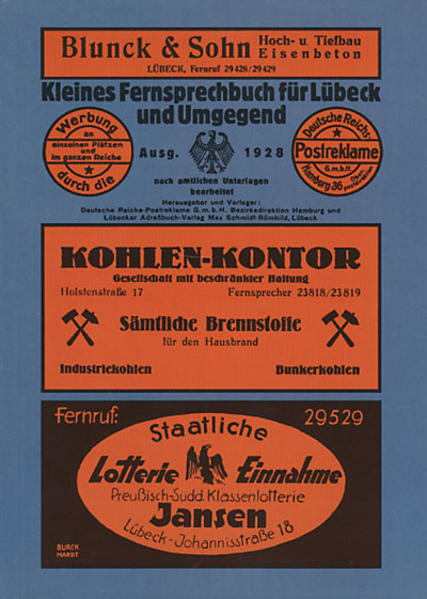 Blunck & Sohn
Hoch- u. Tiefbau
Eisenbeton
LÜBECK, Fernruf 29428/29429
Kleines Fernsprechbuch für Lübeck
und Umgegend
Werbung
an
einzelnen Plätzen
und
im ganzen Reiche
durch die
Ausg. 1928
Deutsche Reichs-
Postreklame
G.m.b.H.
Hamburg 36
Ober-
postdirektion
nach amtlichen Unterlagen
bearbeitet
Herausgeber und Verleger:
Deutsche Reichs-Postreklame G.m.b.H. Bezirksdirektion Hamburg und
Lübecker Adreßbuch-Verlag Max Schmidt-Römhild, Lübeck
KOHLEN-KONTOR
Gesellschaft mit beschränkter Haftung
Holstenstraße 17
Fernsprecher 23818/23819
Sämtliche Brennstoffe
für den Hausbrand
Industriekohlen
Bunkerkohlen
Fernruf: 29529
Staatliche
Lotterie Einnahme
Preußisch-Südd. Klassenlotterie
Jansen
Lübeck-Johannisstraße 18
BURCK
MARDT